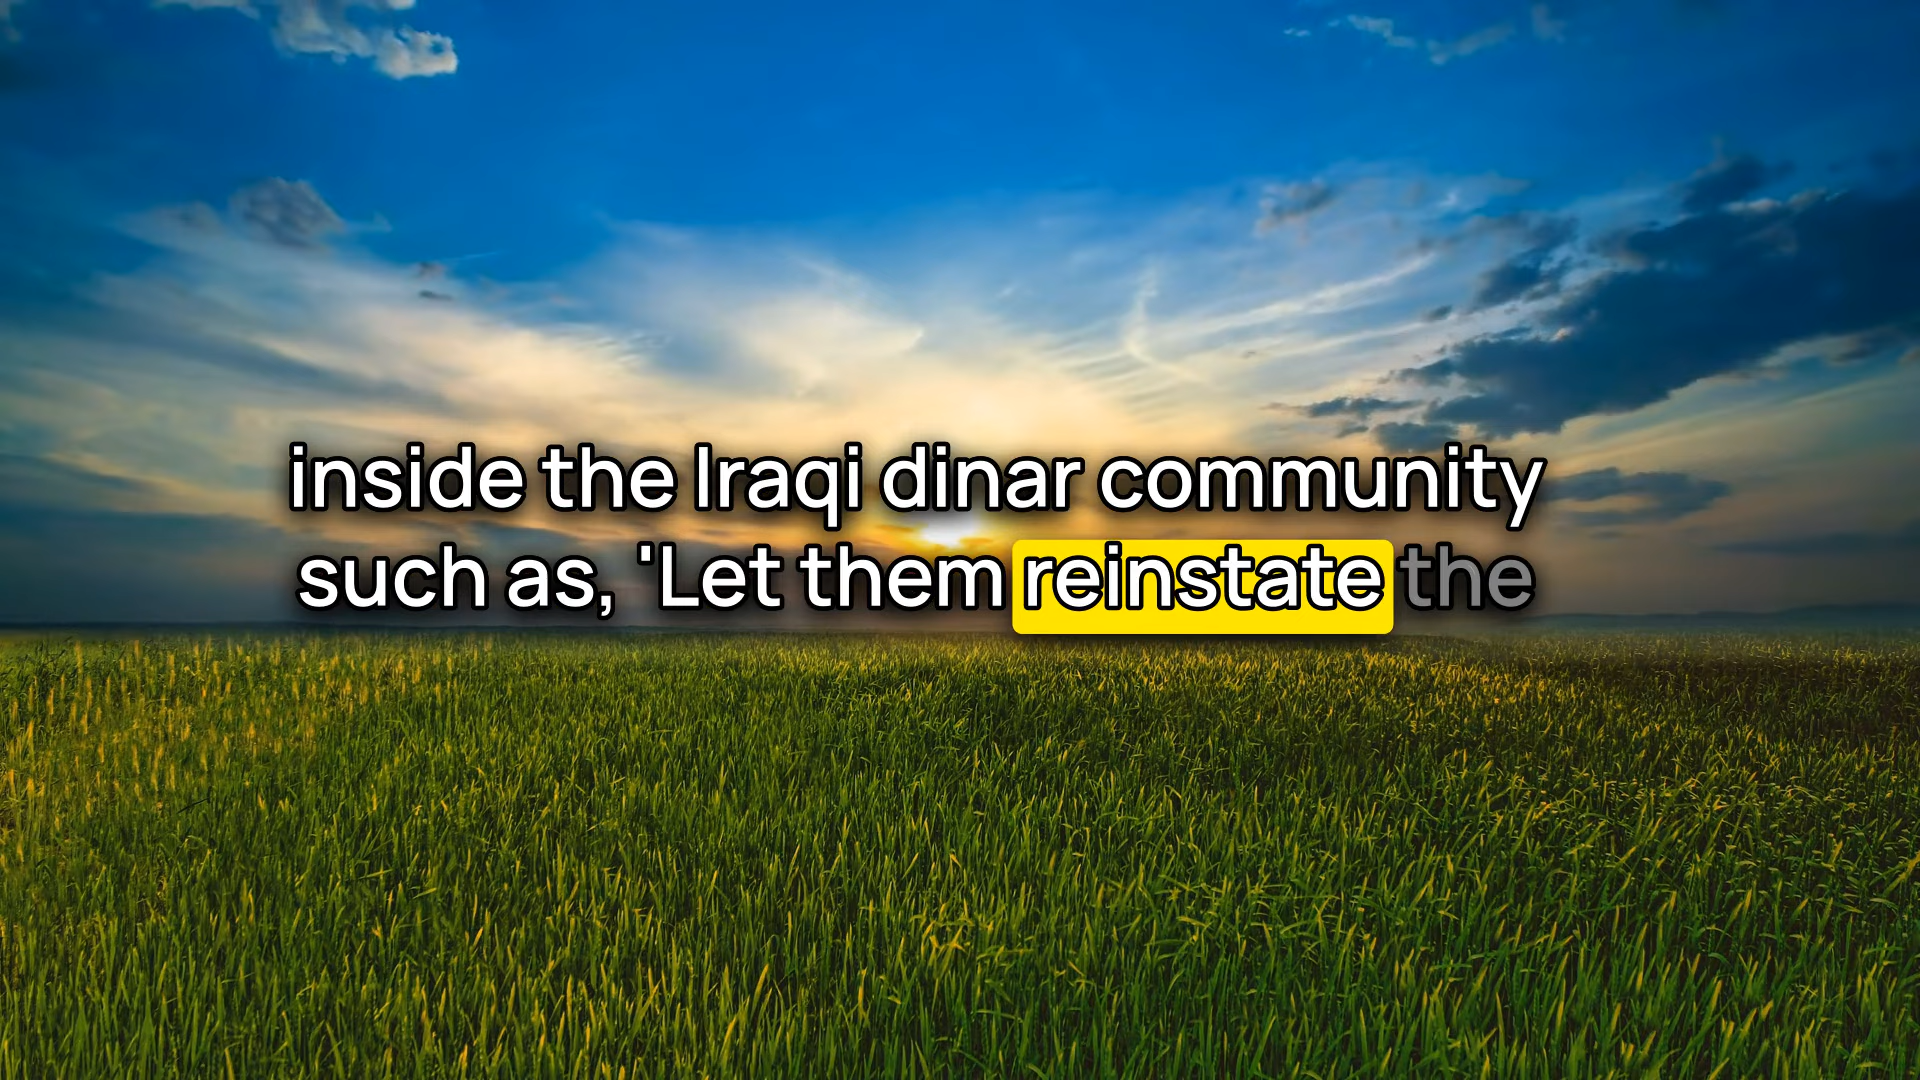 inside the Iraqi dinar community
such as, 'Let them reinstate the